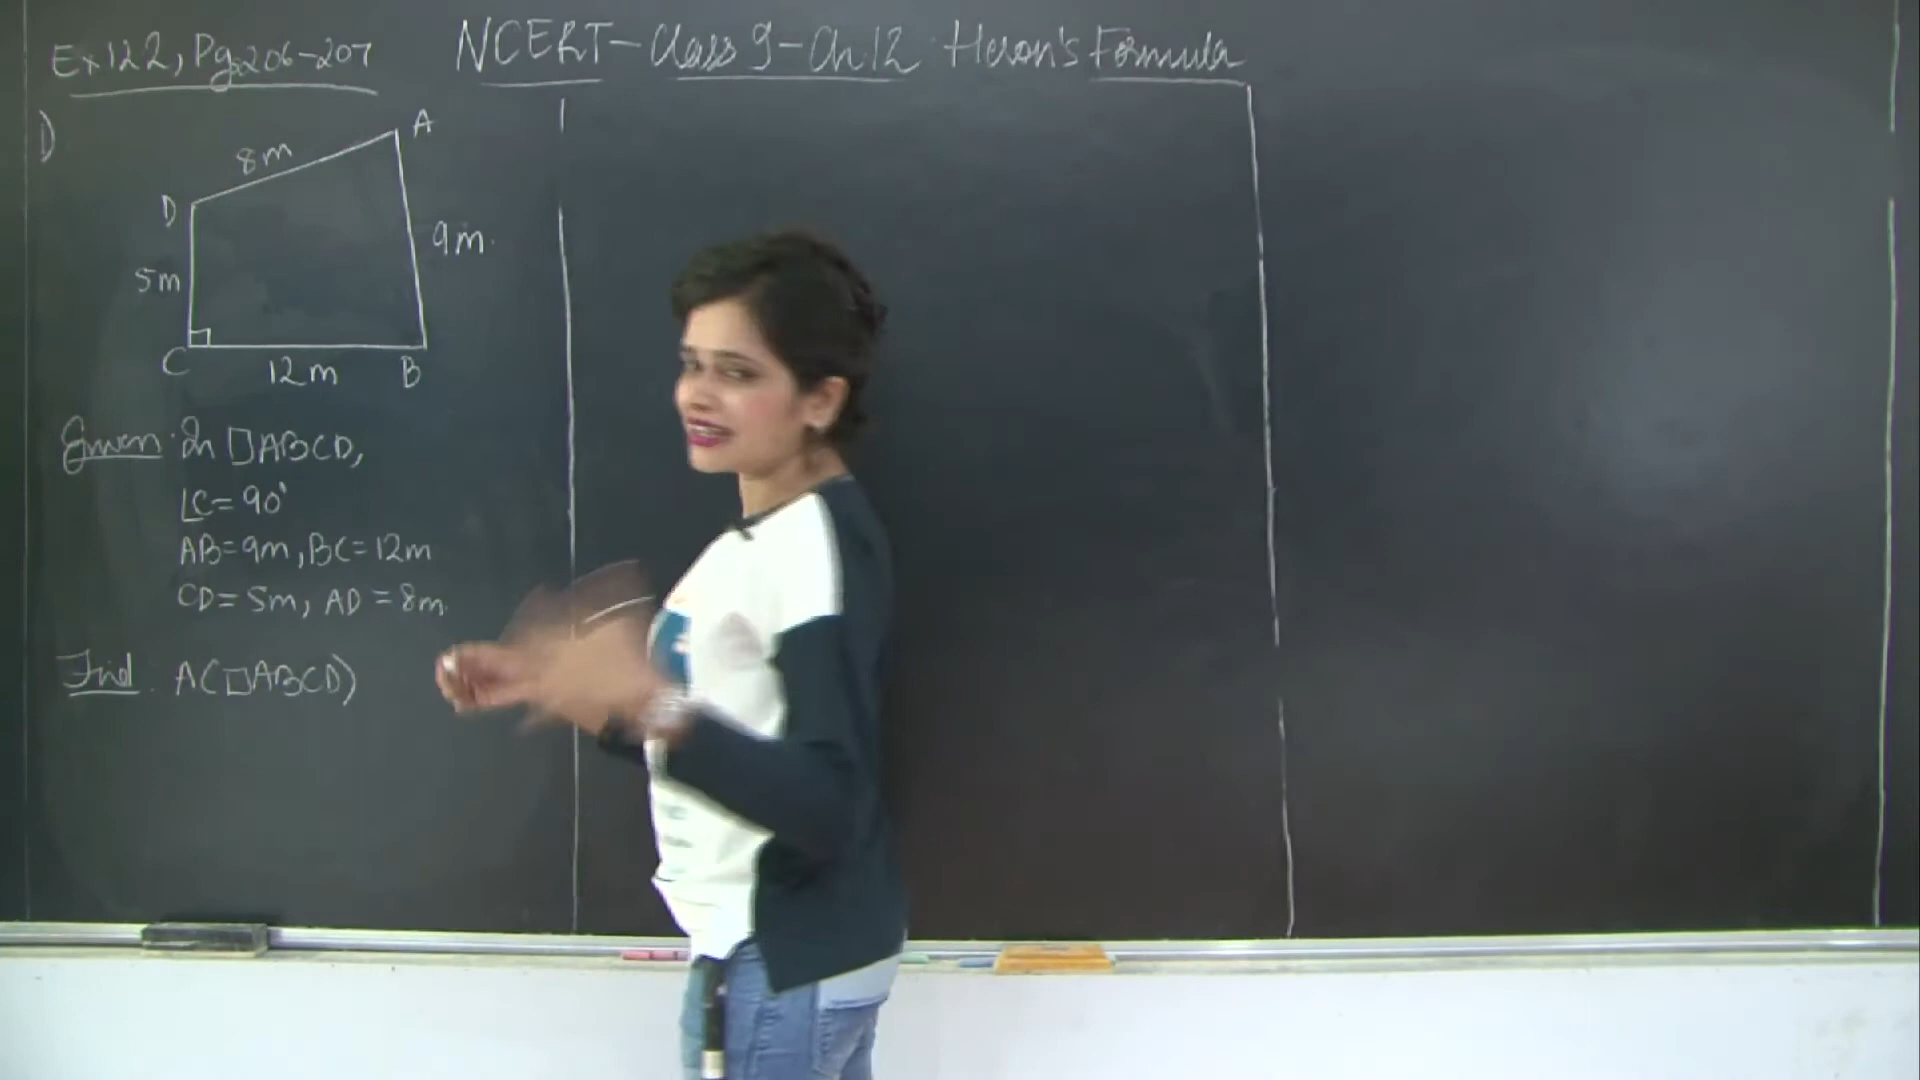 Ex 12.2, Pg 206-207
NCERT - Class 9 - Ch 12 Heron's Formula
1)
A
8m
D
9m.
5m
C
12m
B
Given: In □ABCD,
∠C = 90°
AB = 9m, BC = 12m
CD = 5m, AD = 8m.
Find: A(□ABCD)